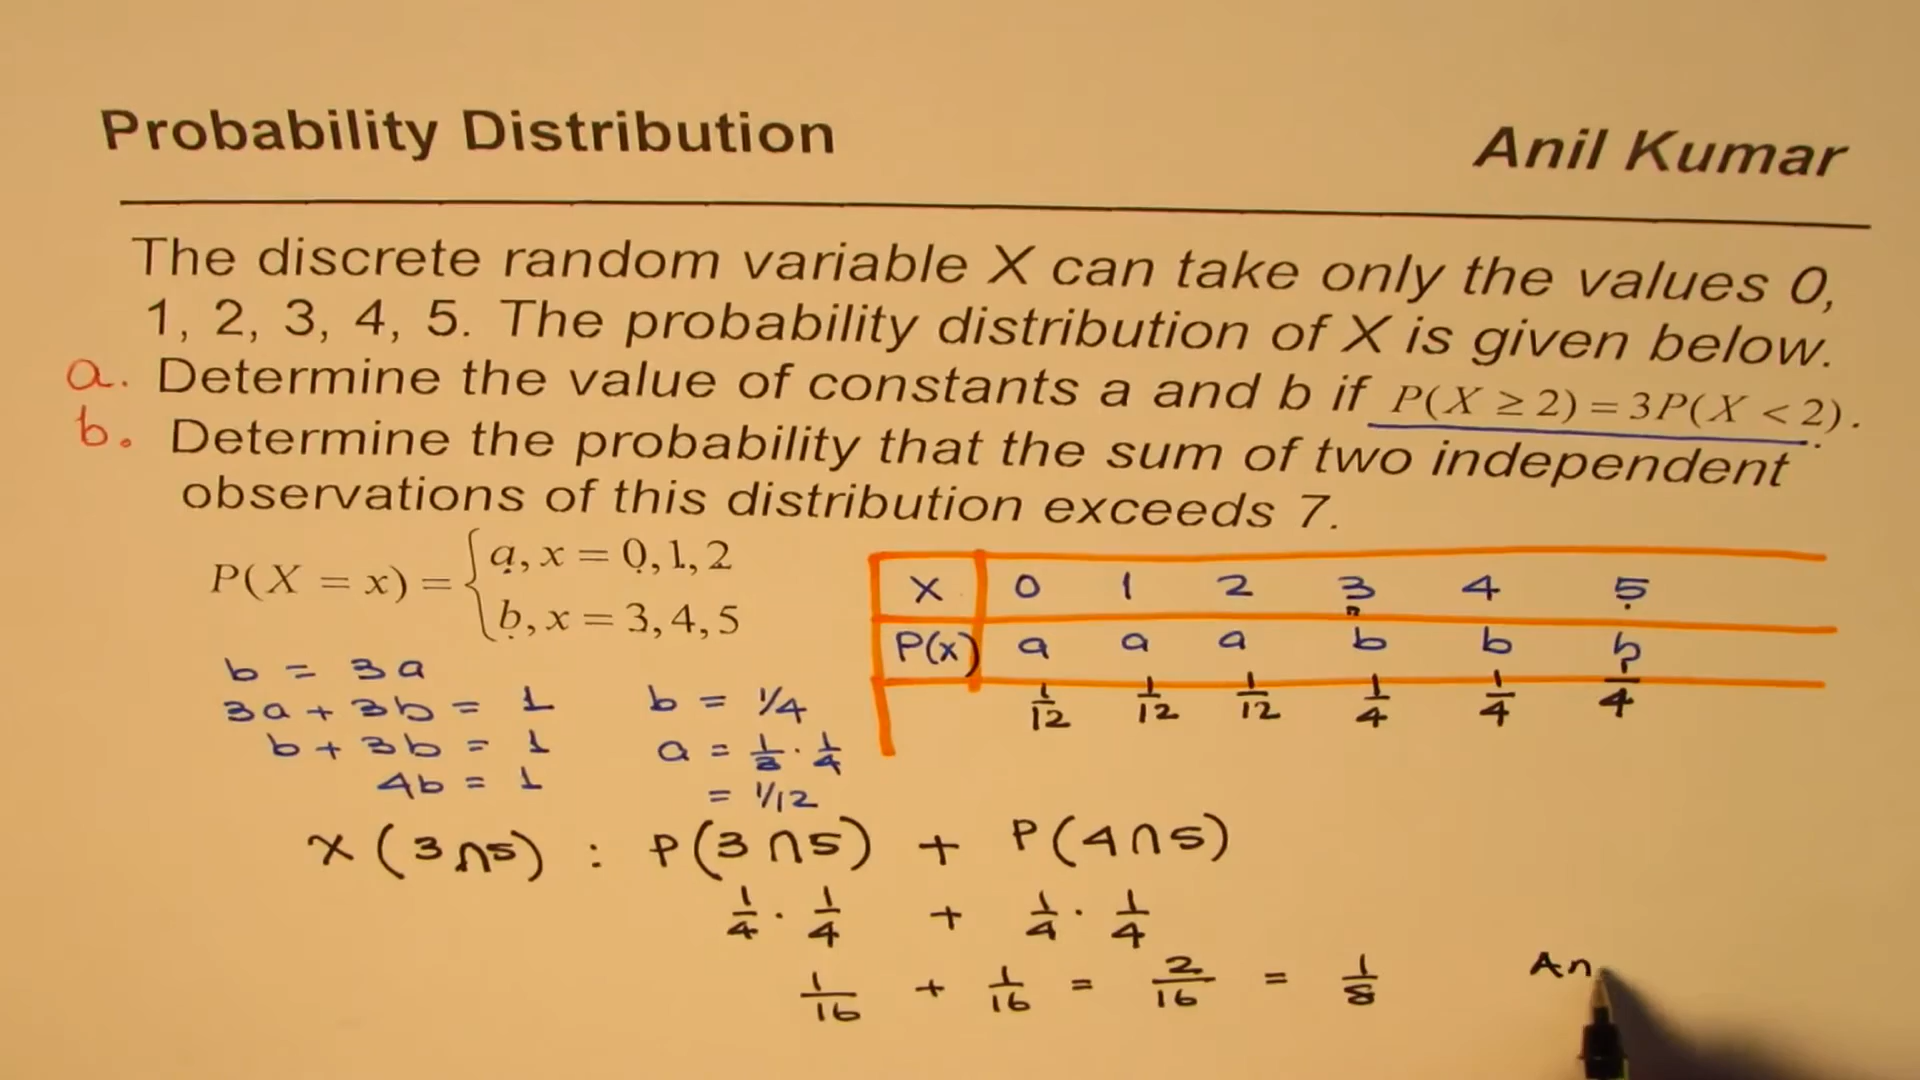 Probability Distribution Anil Kumar
The discrete random variable X can take only the values 0,
1, 2, 3, 4, 5. The probability distribution of X is given below.
a. Determine the value of constants a and b if P(X ≥ 2) = 3P(X < 2).
b. Determine the probability that the sum of two independent
observations of this distribution exceeds 7.
P(X = x) = { a, x = 0, 1, 2
b, x = 3, 4, 5
X 0 1 2 3 4 5
P(x) a a a b b b
1/12 1/12 1/12 1/4 1/4 1/4
b = 3a
3a + 3b = 1
b + 3b = 1
4b = 1
b = 1/4
a = 1/3 · 1/4
= 1/12
X (3∩5) : P(3∩5) + P(4∩5)
1/4 · 1/4 + 1/4 · 1/4
1/16 + 1/16 = 2/16 = 1/8
An